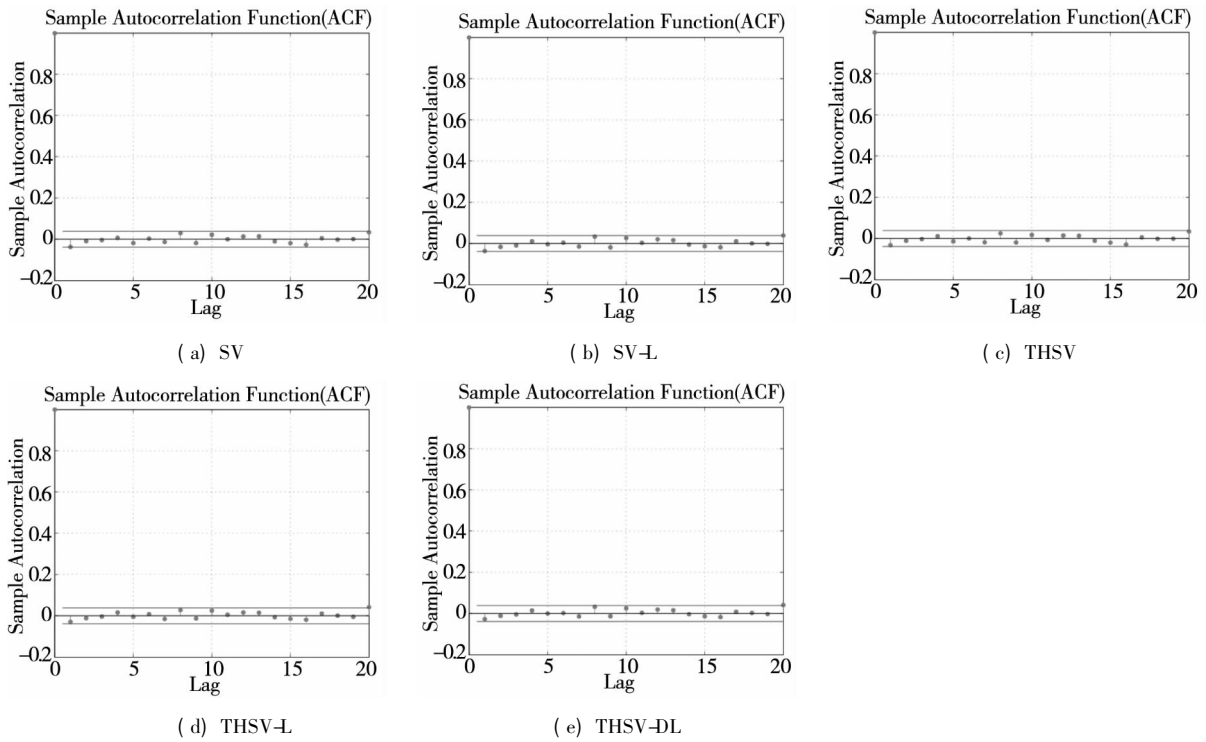 Sample Autocorrelation Function(ACF)
Sample Autocorrelation
0.8
0.6
0.4
0.2
0
–0.2
0 5 10 15 20
Lag
( a) SV
Sample Autocorrelation Function(ACF)
Sample Autocorrelation
0.8
0.6
0.4
0.2
0
–0.2
0 5 10 15 20
Lag
( b) SV-L
Sample Autocorrelation Function(ACF)
Sample Autocorrelation
0.8
0.6
0.4
0.2
0
–0.2
0 5 10 15 20
Lag
( c) THSV
Sample Autocorrelation Function(ACF)
Sample Autocorrelation
0.8
0.6
0.4
0.2
0
–0.2
0 5 10 15 20
Lag
( d) THSV-L
Sample Autocorrelation Function(ACF)
Sample Autocorrelation
0.8
0.6
0.4
0.2
0
–0.2
0 5 10 15 20
Lag
( e) THSV-DL